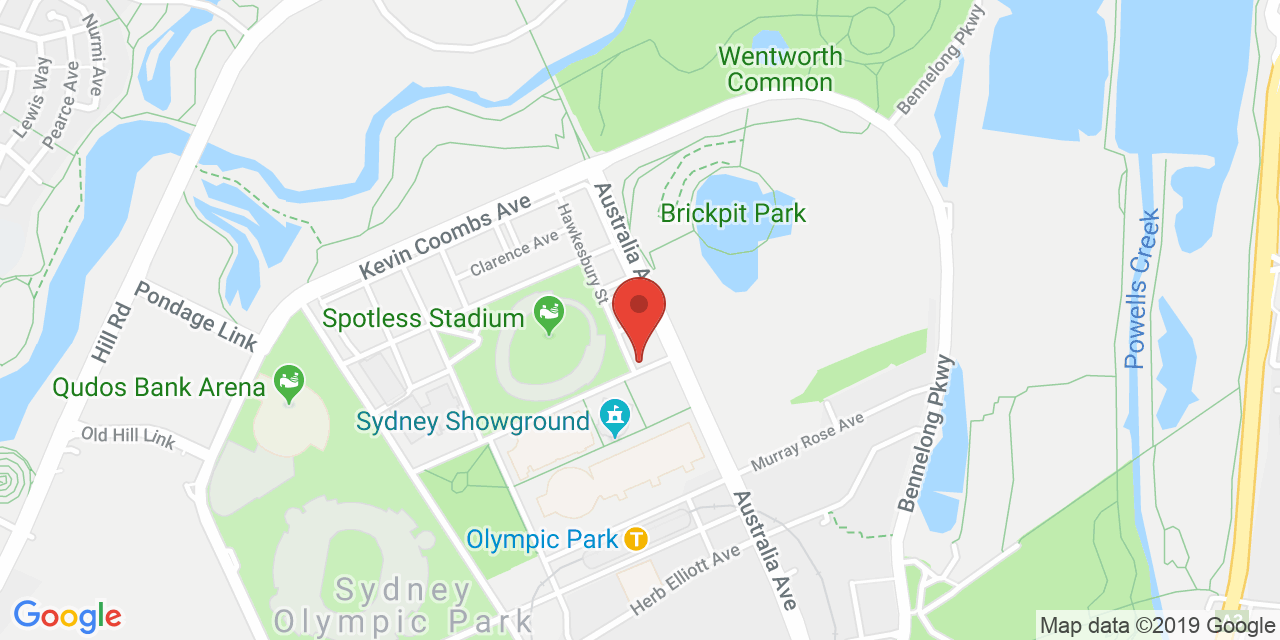 Nurmi Ave
Lewis Way
Pearce Ave
Wentworth
Common
Bennelong Pkwy
Kevin Coombs Ave
Australia A
Hawkesbury St
Clarence Ave
Brickpit Park
Powells Creek
Pondage Link
Hill Rd
Spotless Stadium
Qudos Bank Arena
Old Hill Link
Sydney Showground
Murray Rose Ave
Bennelong Pkwy
Australia Ave
Olympic Park
T
Herb Elliott Ave
Sydney
Olympic Park
Google
Map data ©2019 Google